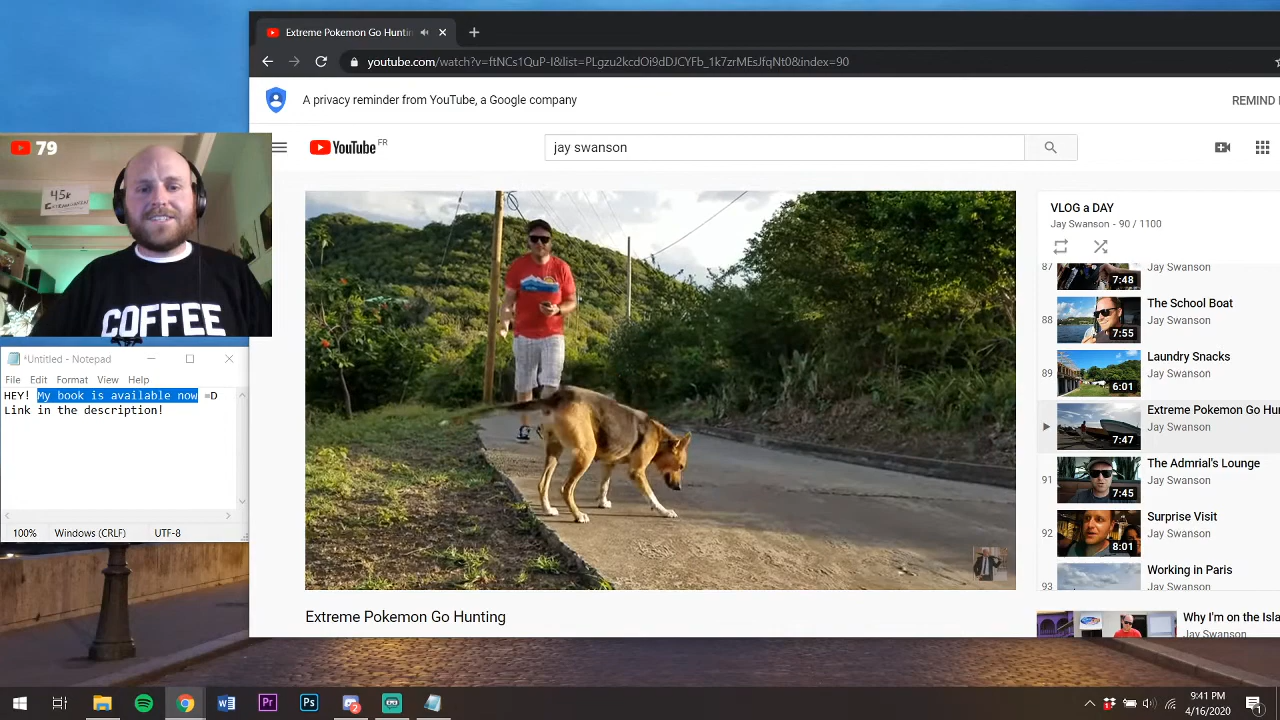 Extreme Pokemon Go Huntin
youtube.com/watch?v=ftNCs1QuP-I&list=PLgzu2kcdOi9dDJCYFb_1k7zrMEsJfqNt0&index=90
A privacy reminder from YouTube, a Google company
REMIND
YouTube FR
jay swanson
79
45k
COFFEE
VLOG a DAY
Jay Swanson - 90 / 1100
87
7:48
Jay Swanson
88
7:55
The School Boat
Jay Swanson
89
6:01
Laundry Snacks
Jay Swanson
7:47
Extreme Pokemon Go Hu
Jay Swanson
91
7:45
The Admrial's Lounge
Jay Swanson
92
8:01
Surprise Visit
Jay Swanson
93
Working in Paris
Jay Swanson
Why I'm on the Isla
Jay Swanson
Extreme Pokemon Go Hunting
*Untitled - Notepad
File Edit Format View Help
HEY! My book is available now =D
Link in the description!
100% Windows (CRLF) UTF-8
W
Pr
Ps
2
9:41 PM
4/16/2020
1